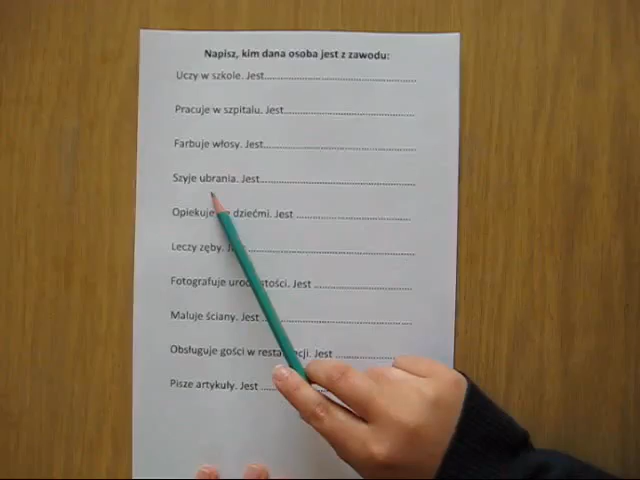 Napisz, kim dana osoba jest z zawodu:
Uczy w szkole. Jest..........................................................
Pracuje w szpitalu. Jest..................................................
Farbuje włosy. Jest..........................................................
Szyje ubrania. Jest..........................................................
Opiekuje dziećmi. Jest ...............................................
Leczy zęby. ..........................................................
Fotografuje Jest ....................................
Maluje ściany. Jest ....................................................
Obsługuje gości w Jest .........................
Pisze artykuły. Jest ...........